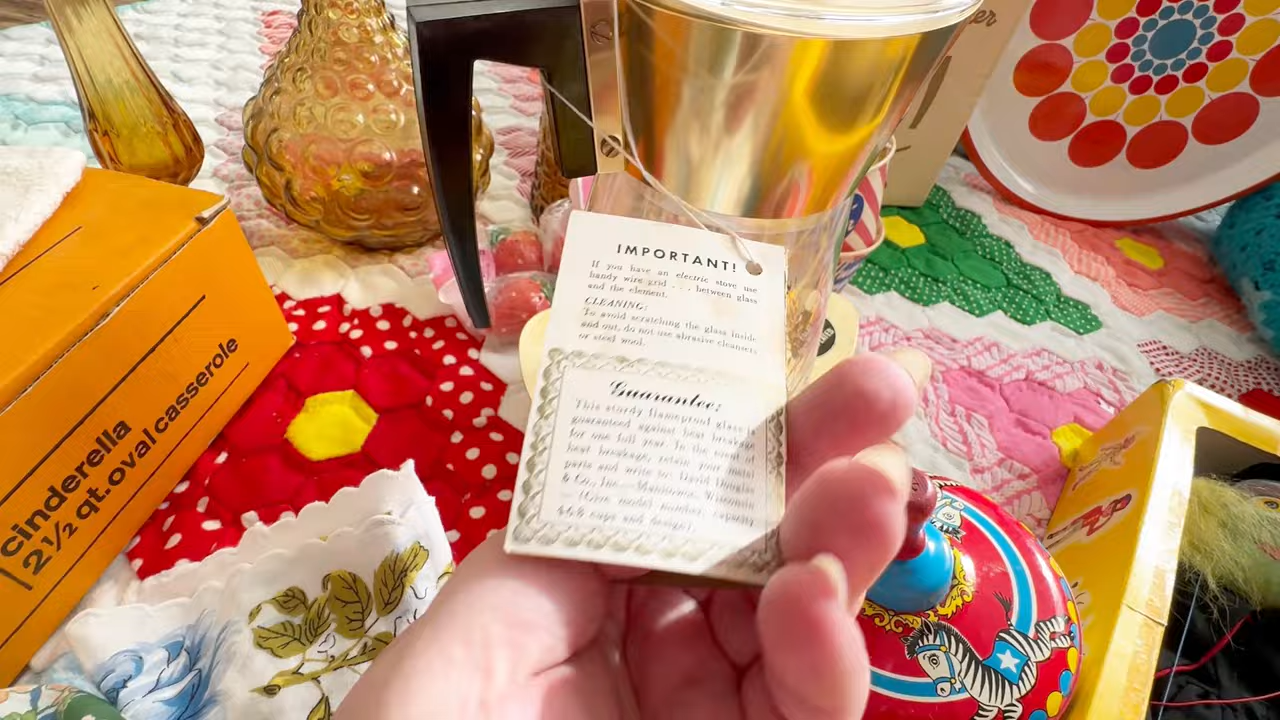 IMPORTANT!
If you have an electric stove use
handy wire grid . . . between glass
and the element.
CLEANING:
To avoid scratching the glass inside
and out, do not use abrasive cleansers
or steel wool.
Guarantee:
This sturdy flameproof glass is
guaranteed against heat breakage
for one full year. In the event of
heat breakage, retain your metal
parts and write to: David Douglas
& Co., Inc.—Manitowoc, Wisconsin
(Give model number, capacity
cups and design).
cinderella
2½ qt. oval casserole